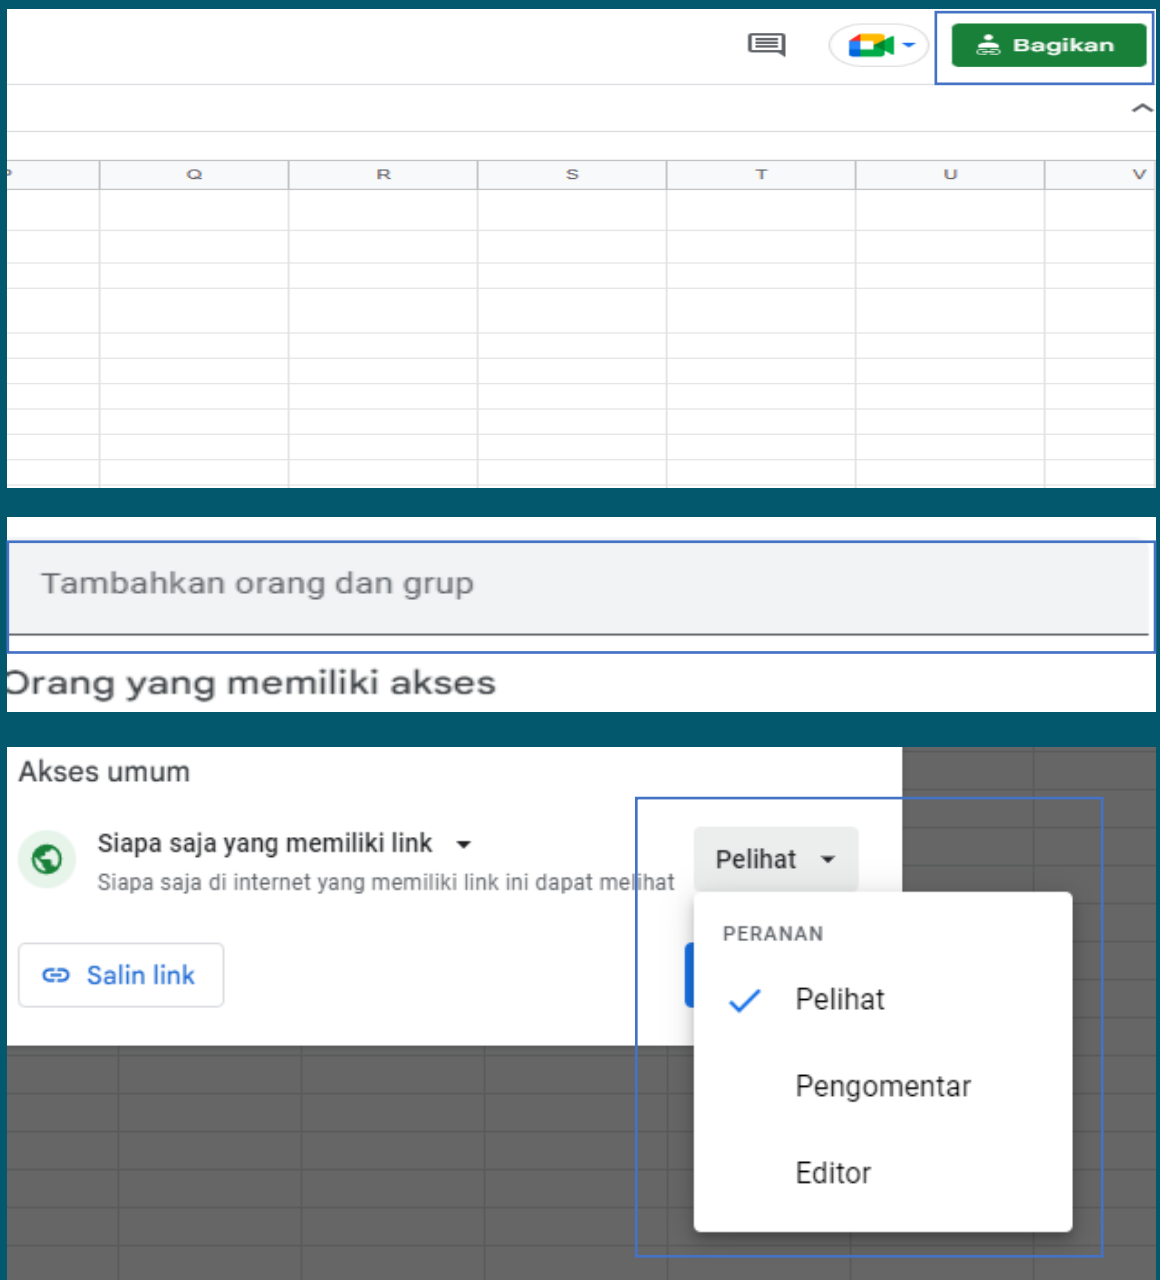 Bagikan
Q R S T U V
Tambahkan orang dan grup
Orang yang memiliki akses
Akses umum
Siapa saja yang memiliki link
Siapa saja di internet yang memiliki link ini dapat melihat
Pelihat
Salin link
PERANAN
Pelihat
Pengomentar
Editor